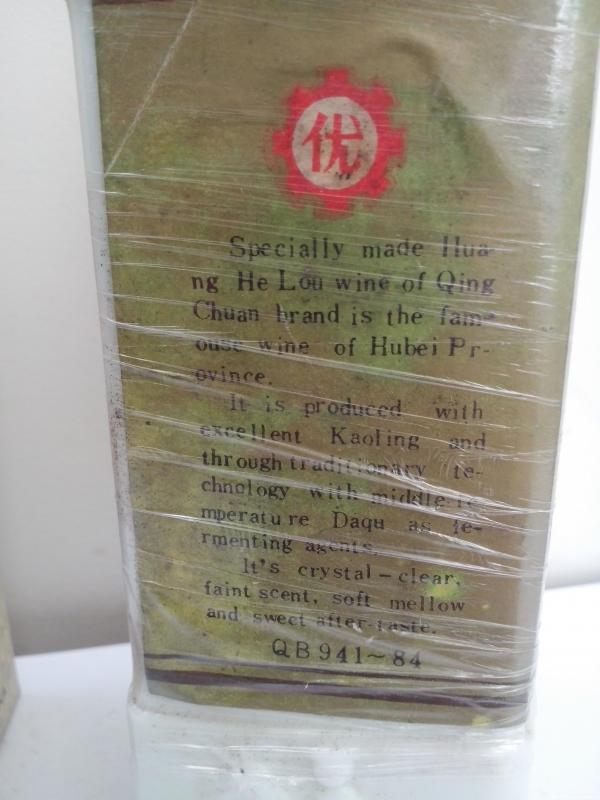 优
Specially made Hua-
ng He Lou wine of Qing
Chuan brand is the fam-
ouse wine of Hubei Pr-
ovince.
It is produced with
excellent Kaoling and
through traditionary te-
chnology with middle-te-
mperature Daqu as fe-
rmenting agents.
It's crystal-clear,
faint scent, soft mellow
and sweet after-taste.
QB941~84